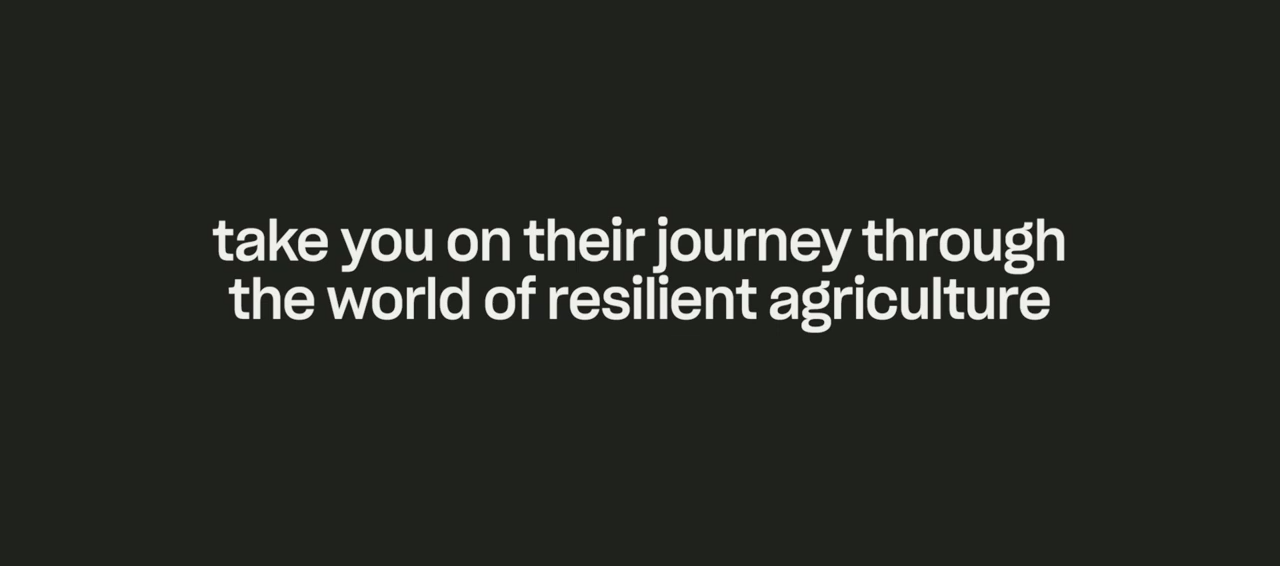 take you on their journey through
the world of resilient agriculture